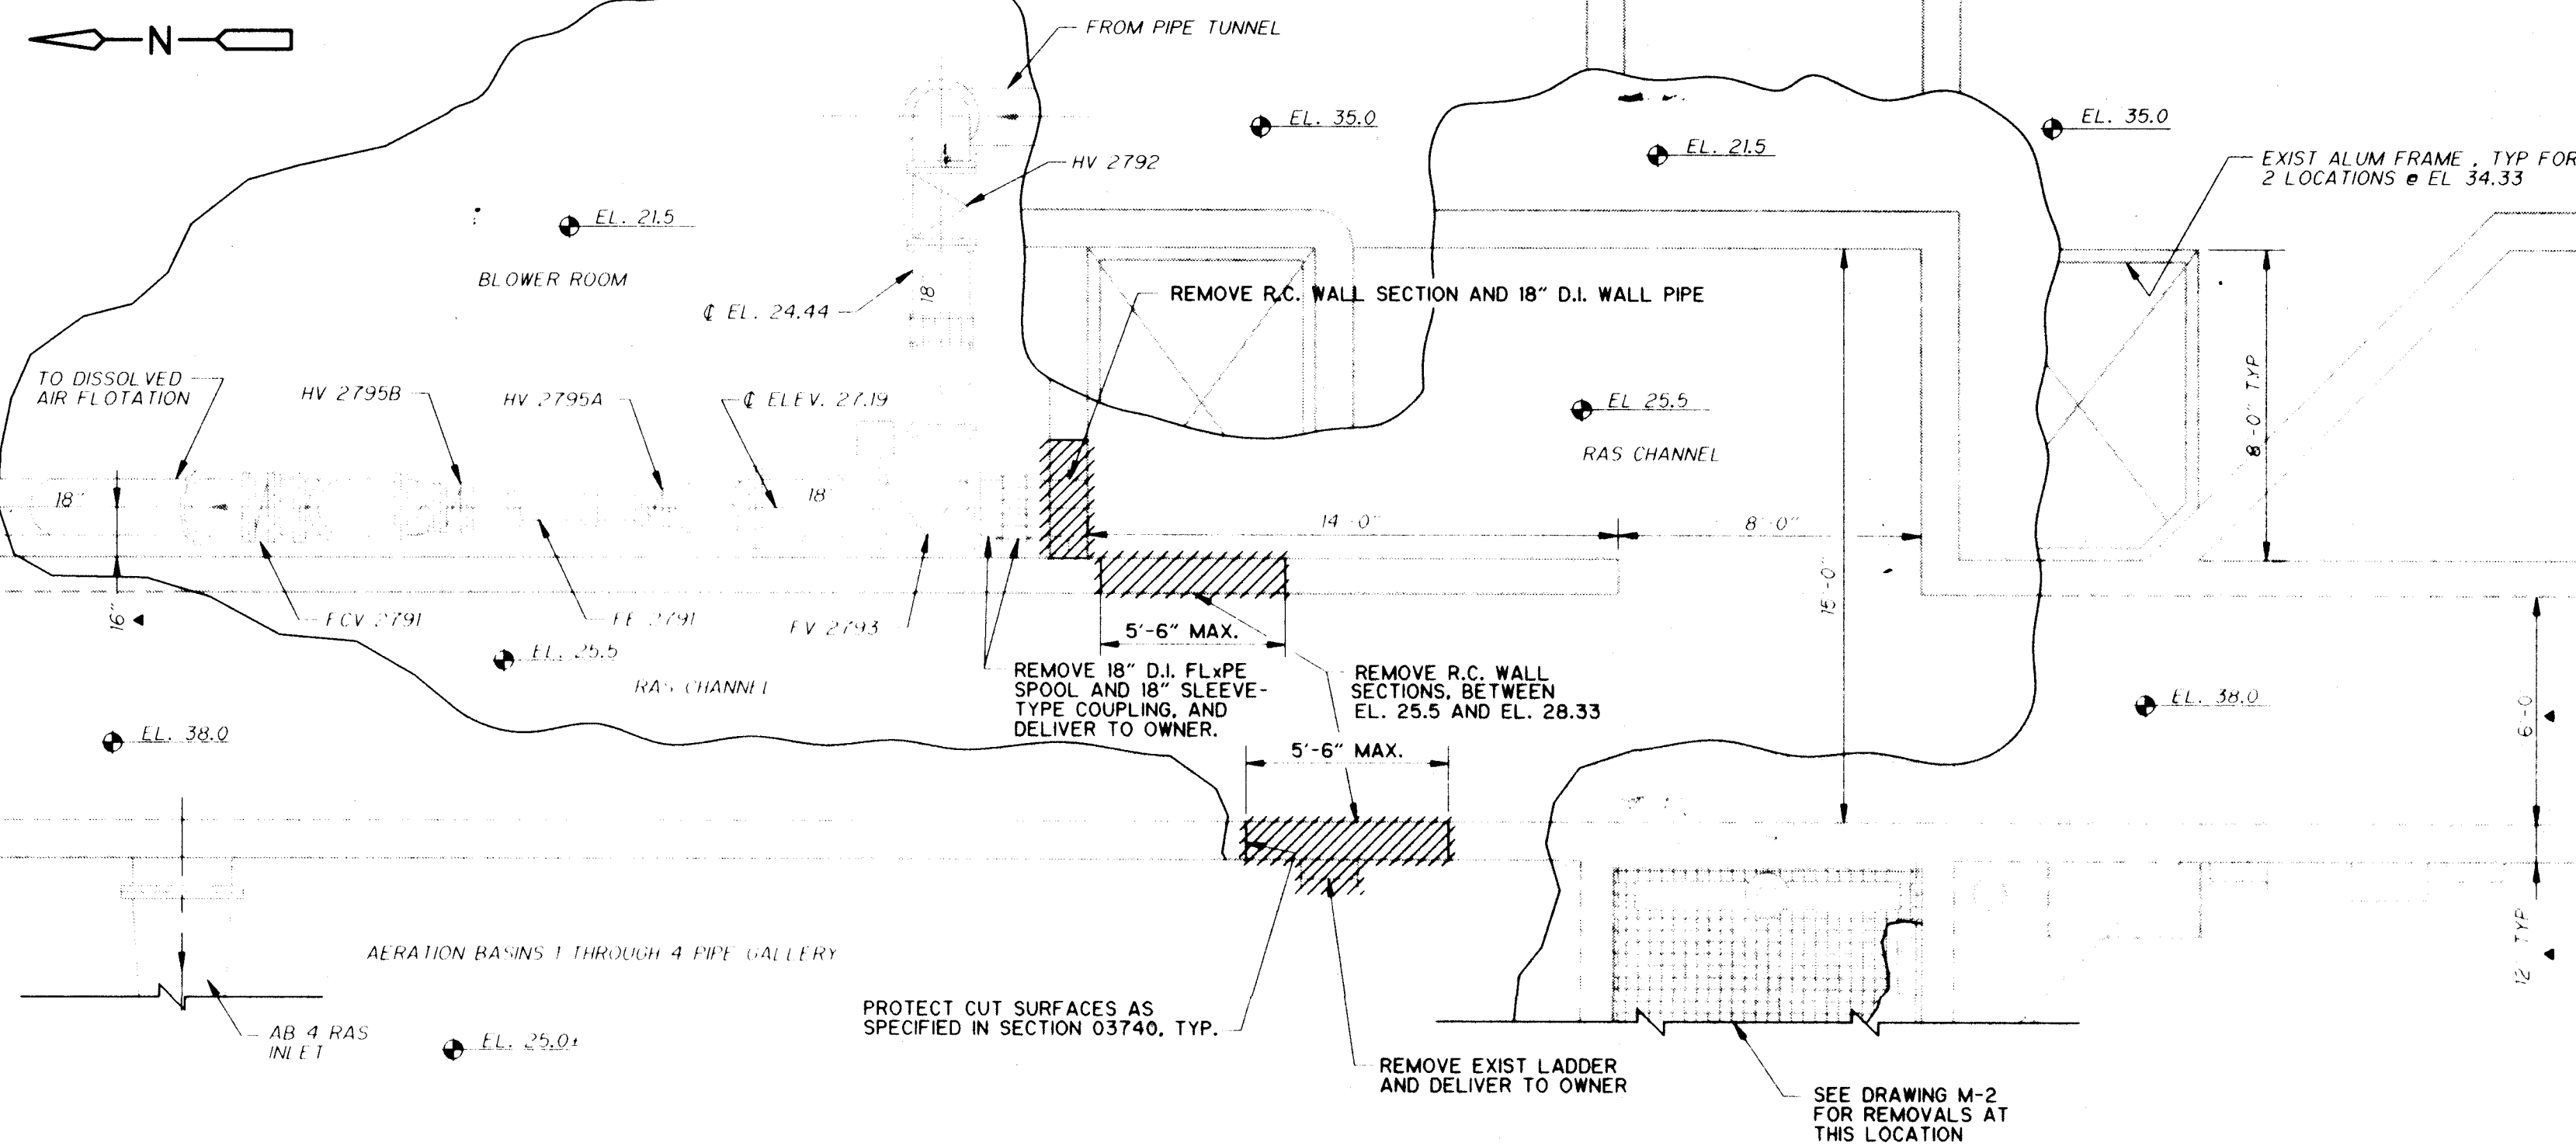 N
FROM PIPE TUNNEL
EL. 35.0
EL. 21.5
EL. 35.0
EXIST ALUM FRAME , TYP FOR
2 LOCATIONS @ EL 34.33
HV 2792
EL. 21.5
BLOWER ROOM
℄ EL. 24.44
18
REMOVE R.C. WALL SECTION AND 18" D.I. WALL PIPE
TO DISSOLVED
AIR FLOTATION
HV 2795B
HV 2795A
℄ ELEV. 27.19
EL 25.5
RAS CHANNEL
8'-0" TYP
18"
18"
14'-0"
8'-0"
15'-0"
16"
FCV 2791
FE 2791
FV 2793
5'-6" MAX.
EL. 25.5
RAS CHANNEL
REMOVE 18" D.I. FLxPE
SPOOL AND 18" SLEEVE-
TYPE COUPLING, AND
DELIVER TO OWNER.
REMOVE R.C. WALL
SECTIONS, BETWEEN
EL. 25.5 AND EL. 28.33
EL. 38.0
EL. 38.0
6'-0
5'-6" MAX.
AERATION BASINS 1 THROUGH 4 PIPE GALLERY
12" TYP
PROTECT CUT SURFACES AS
SPECIFIED IN SECTION 03740, TYP.
AB 4 RAS
INLET
EL. 25.0±
REMOVE EXIST LADDER
AND DELIVER TO OWNER
SEE DRAWING M-2
FOR REMOVALS AT
THIS LOCATION